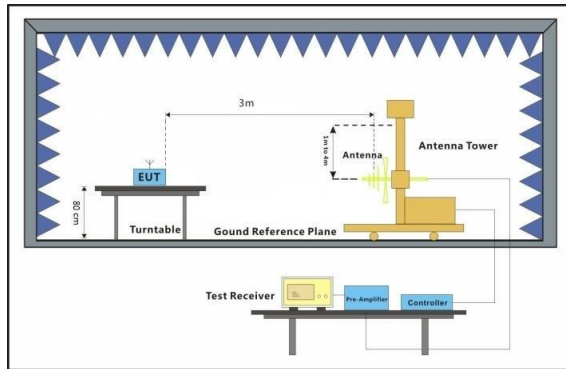 3m
1m to 4m
Antenna
Antenna Tower
EUT
80 cm
Turntable
Gound Reference Plane
Test Receiver
Pre-Amplifier
Controller